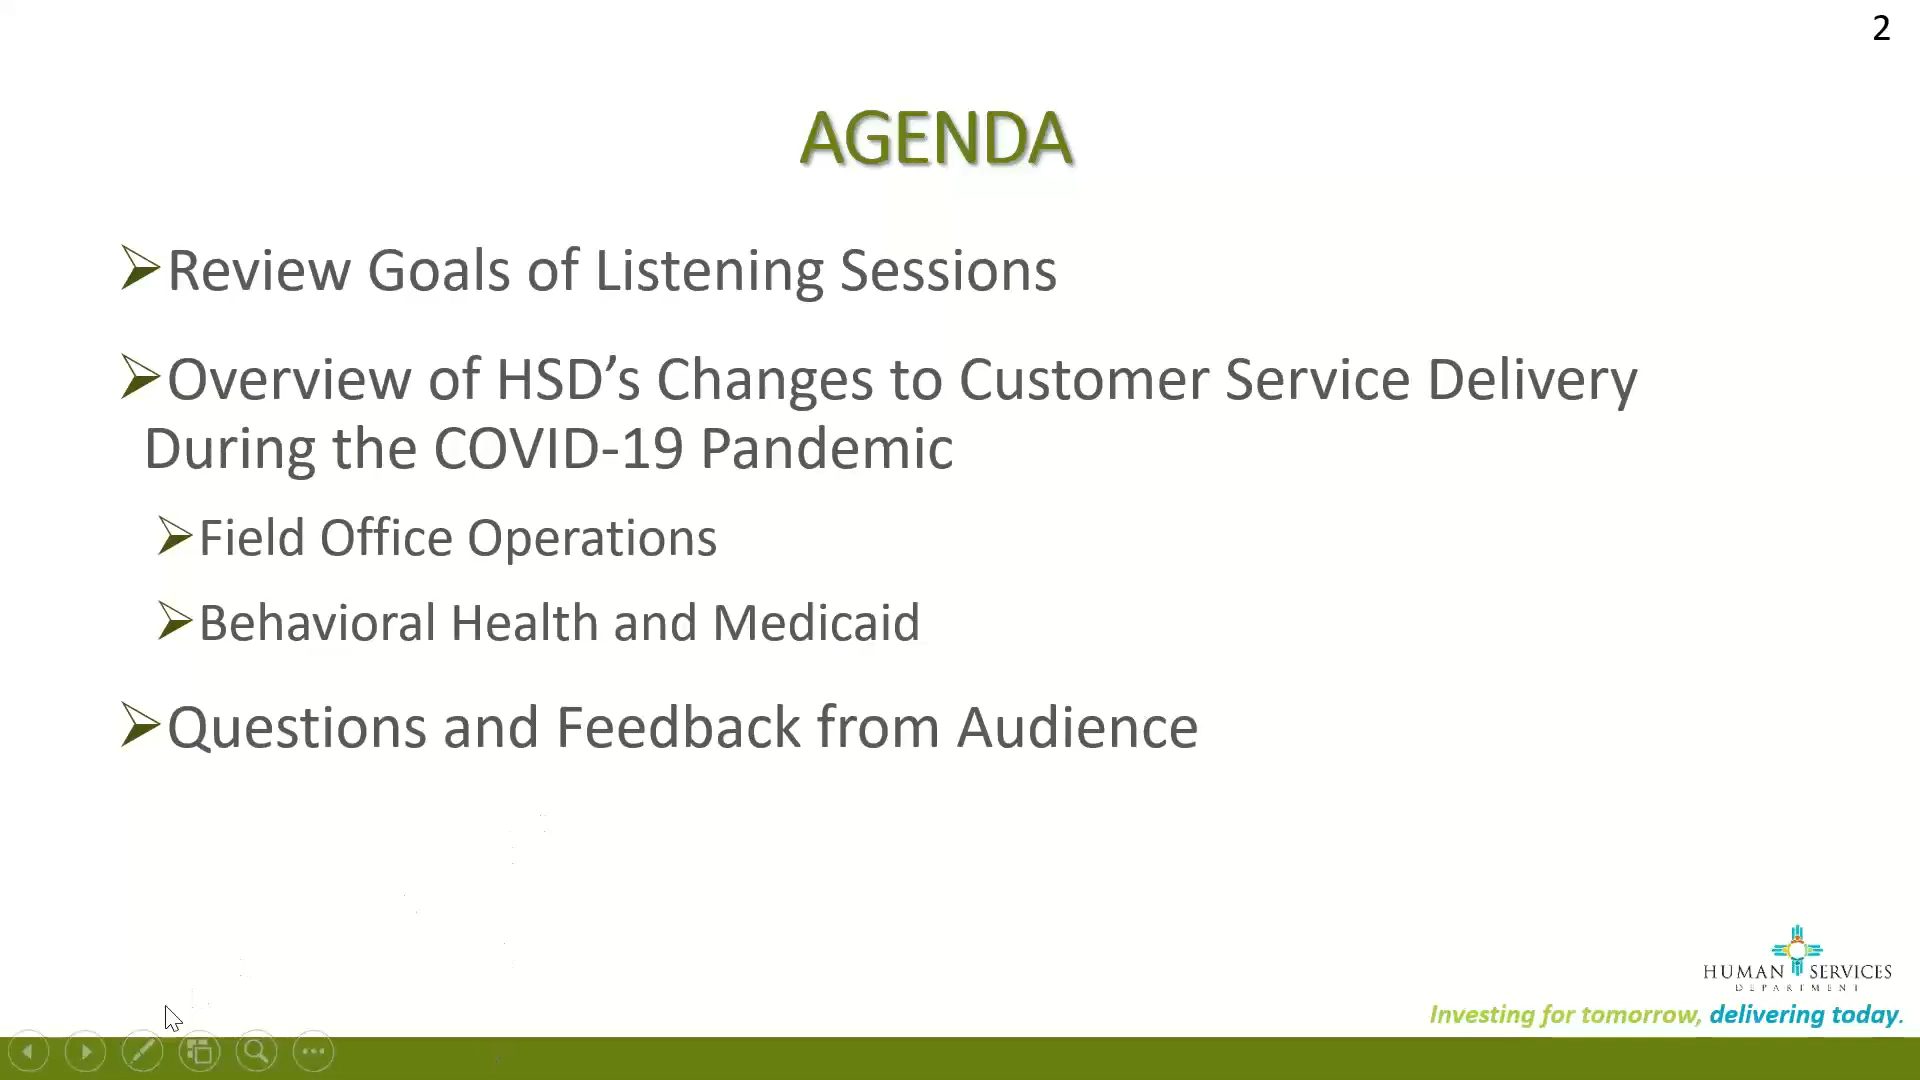 2
AGENDA
Review Goals of Listening Sessions
Overview of HSD’s Changes to Customer Service Delivery
During the COVID-19 Pandemic
Field Office Operations
Behavioral Health and Medicaid
Questions and Feedback from Audience
HUMAN SERVICES
DEPARTMENT
Investing for tomorrow, delivering today.